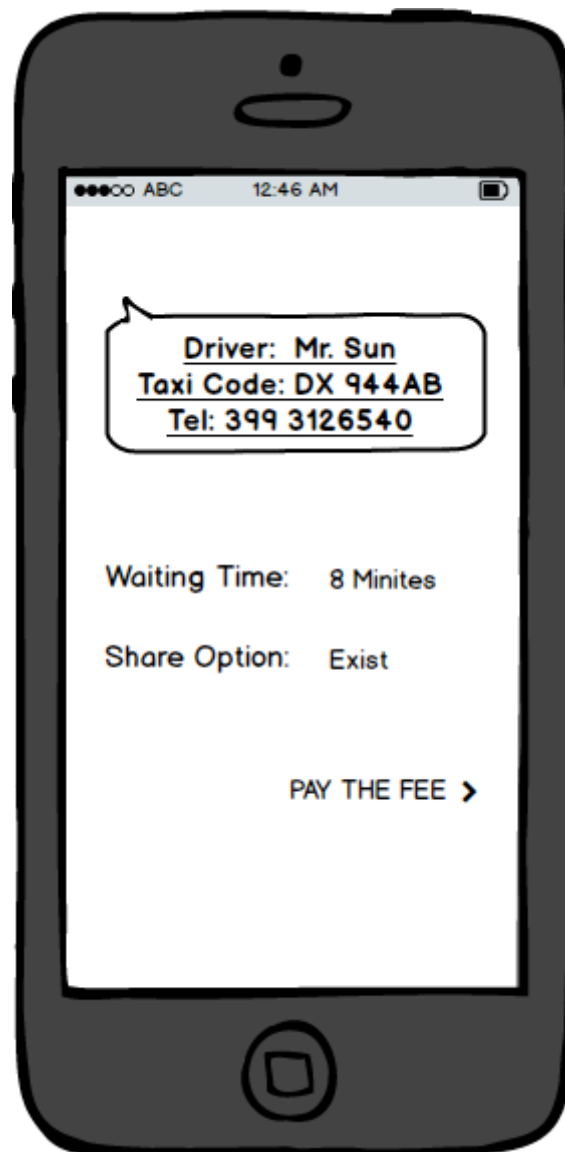 ABC 12:46 AM
Driver: Mr. Sun
Taxi Code: DX 944AB
Tel: 399 3126540
Waiting Time: 8 Minites
Share Option: Exist
PAY THE FEE >